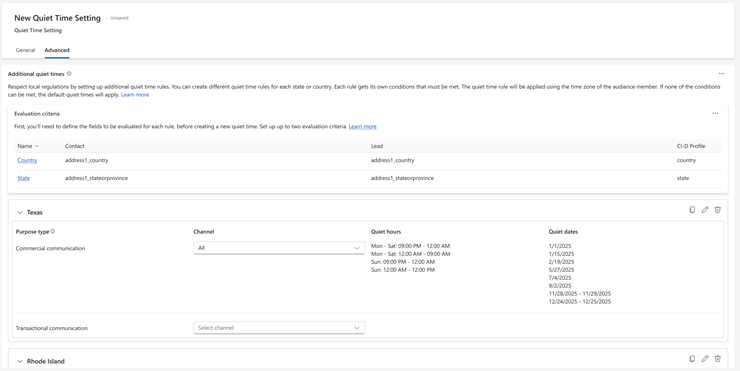 New Quiet Time Setting - Unsaved
Quiet Time Setting
General Advanced
Additional quiet times
Respect local regulations by setting up additional quiet time rules. You can create different quiet time rules for each state or country. Each rule gets its own conditions that must be met. The quiet time rule will be applied using the time zone of the audience member. If none of the conditions
can be met, the default quiet times will apply. Learn more
Evaluation criteria
First, you'll need to define the fields to be evaluated for each rule, before creating a new quiet time. Set up up to two evaluation criteria. Learn more
Name Contact Lead CI-D Profile
Country address1_country address1_country country
State address1_stateorprovince address1_stateorprovince state
Texas
Purpose type Channel Quiet hours Quiet dates
Commercial communication All Mon - Sat: 09:00 PM - 12:00 AM 1/1/2025
Mon - Sat: 12:00 AM - 09:00 AM 1/15/2025
Sun: 09:00 PM - 12:00 AM 2/19/2025
Sun: 12:00 AM - 12:00 PM 5/27/2025
7/4/2025
9/2/2025
11/28/2025 - 11/29/2025
12/24/2025 - 12/25/2025
Transactional communication Select channel
Rhode Island